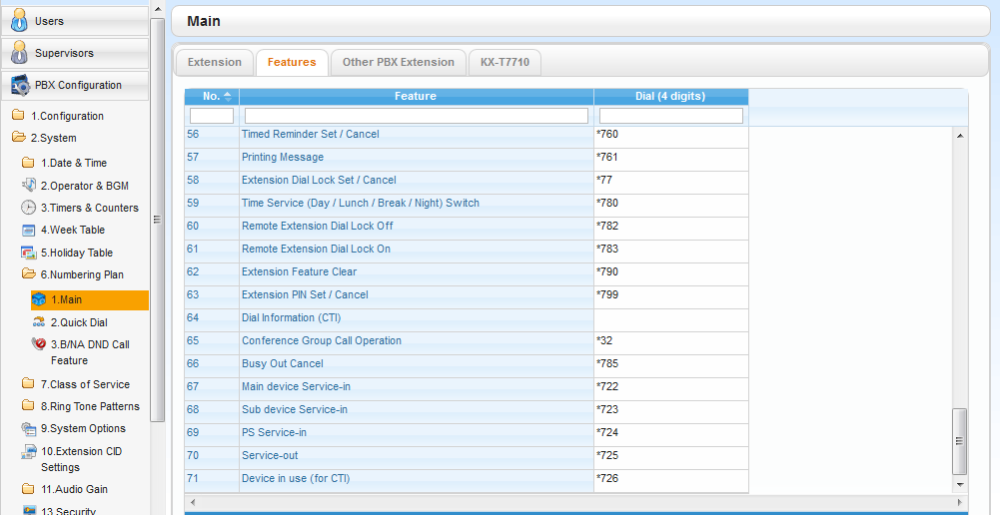 Users
Supervisors
PBX Configuration
1.Configuration
2.System
1.Date & Time
2.Operator & BGM
3.Timers & Counters
4.Week Table
5.Holiday Table
6.Numbering Plan
1.Main
2.Quick Dial
3.B/NA DND Call
Feature
7.Class of Service
8.Ring Tone Patterns
9.System Options
10.Extension CID
Settings
11.Audio Gain
13.Security
Main
Extension Features Other PBX Extension KX-T7710
No. Feature Dial (4 digits)
56 Timed Reminder Set / Cancel *760
57 Printing Message *761
58 Extension Dial Lock Set / Cancel *77
59 Time Service (Day / Lunch / Break / Night) Switch *780
60 Remote Extension Dial Lock Off *782
61 Remote Extension Dial Lock On *783
62 Extension Feature Clear *790
63 Extension PIN Set / Cancel *799
64 Dial Information (CTI)
65 Conference Group Call Operation *32
66 Busy Out Cancel *785
67 Main device Service-in *722
68 Sub device Service-in *723
69 PS Service-in *724
70 Service-out *725
71 Device in use (for CTI) *726